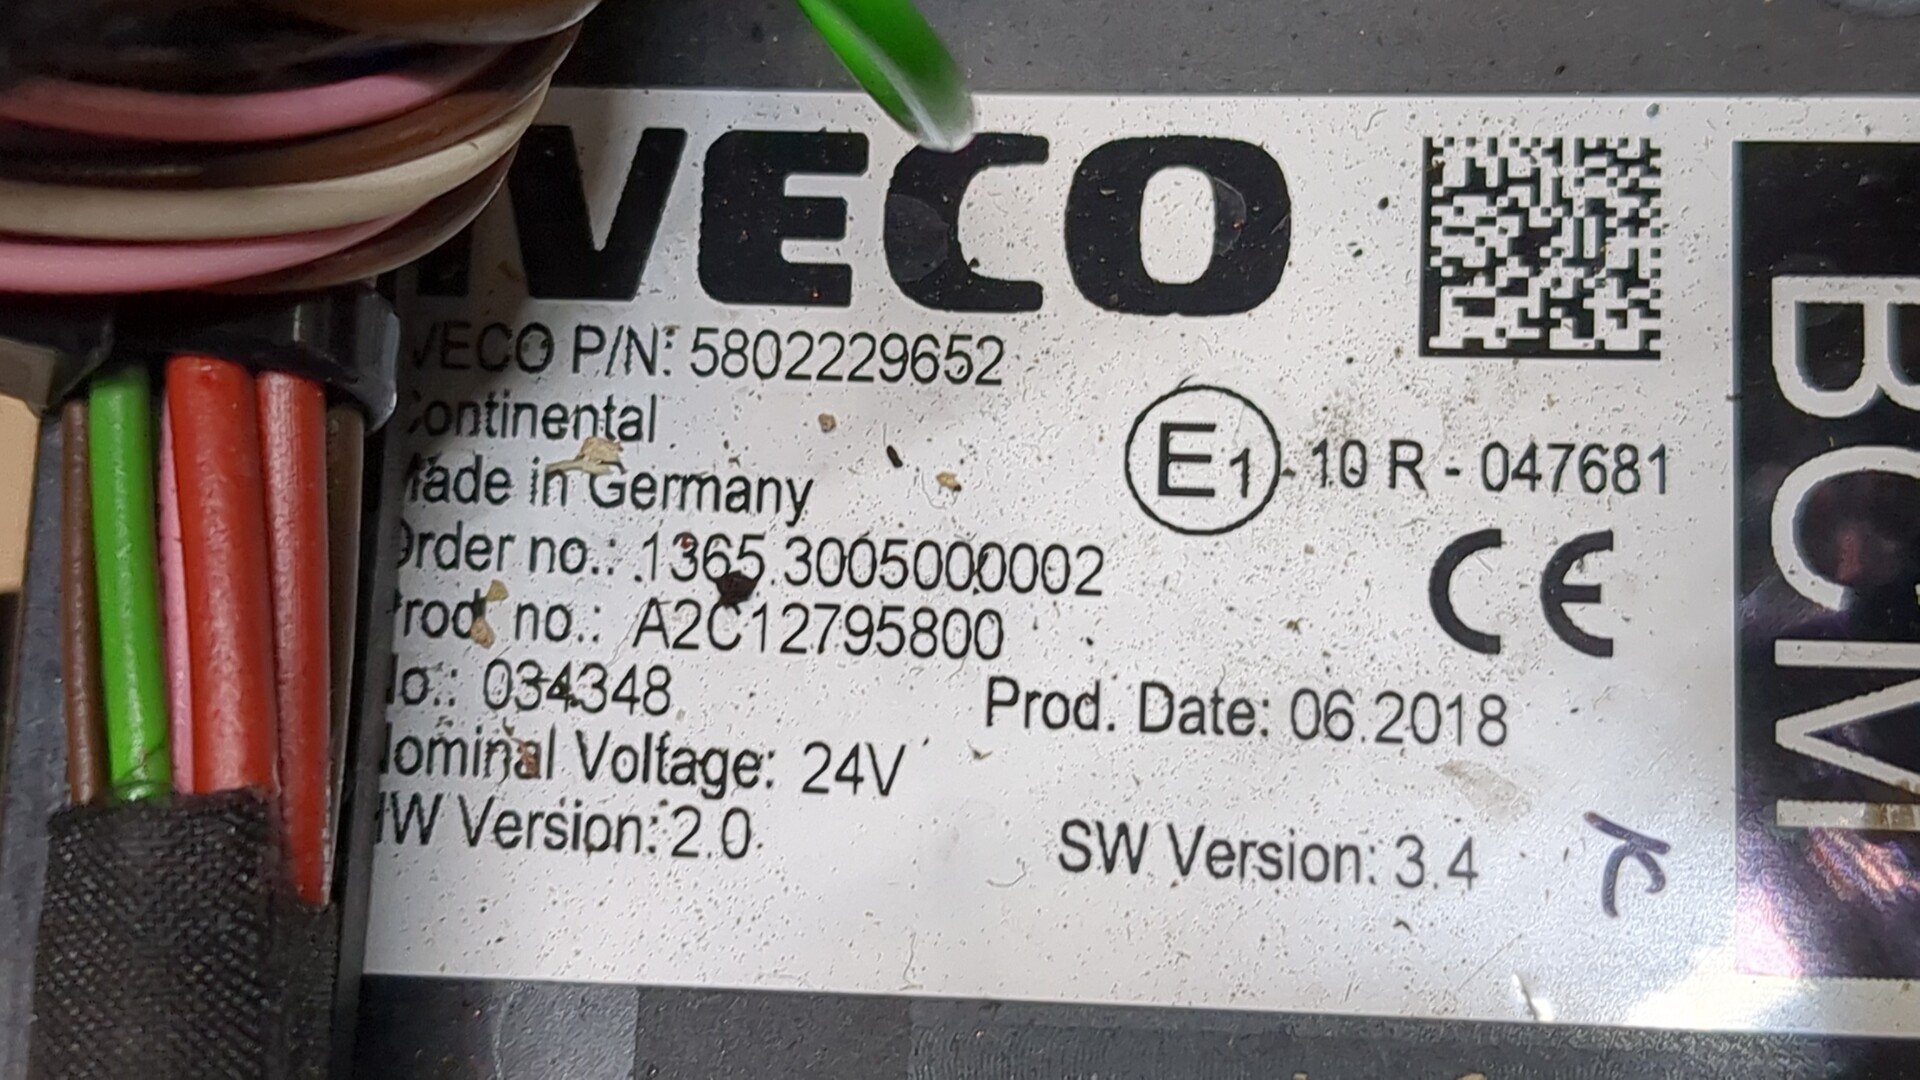 IVECO
IVECO P/N: 5802229652
Continental
Made in Germany
E1 - 10 R - 047681
Order no.: 1365.3005000002
CE
Prod no.: A2C12795800
No.: 034348
Prod. Date: 06.2018
Nominal Voltage: 24V
HW Version: 2.0
SW Version: 3.4
BCM